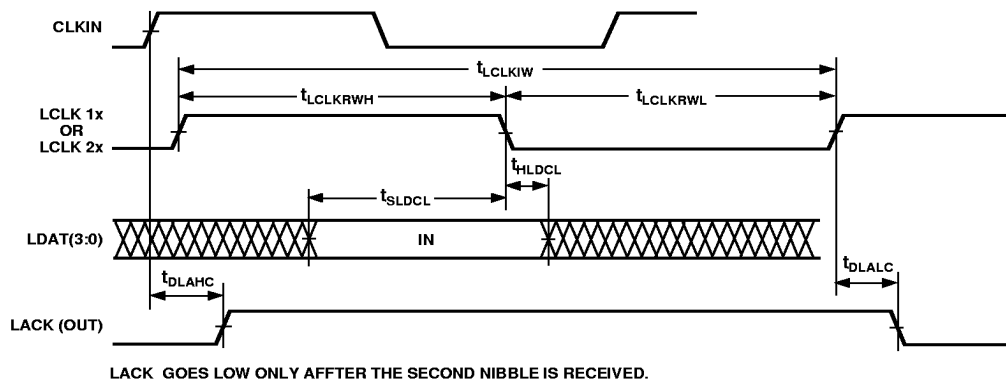 CLKIN
tLCLKIW
tLCLKRWH
tLCLKRWL
LCLK 1x
OR
LCLK 2x
tHLDCL
tSLDCL
LDAT(3:0)
IN
tDLAHC
tDLALC
LACK (OUT)
LACK GOES LOW ONLY AFFTER THE SECOND NIBBLE IS RECEIVED.